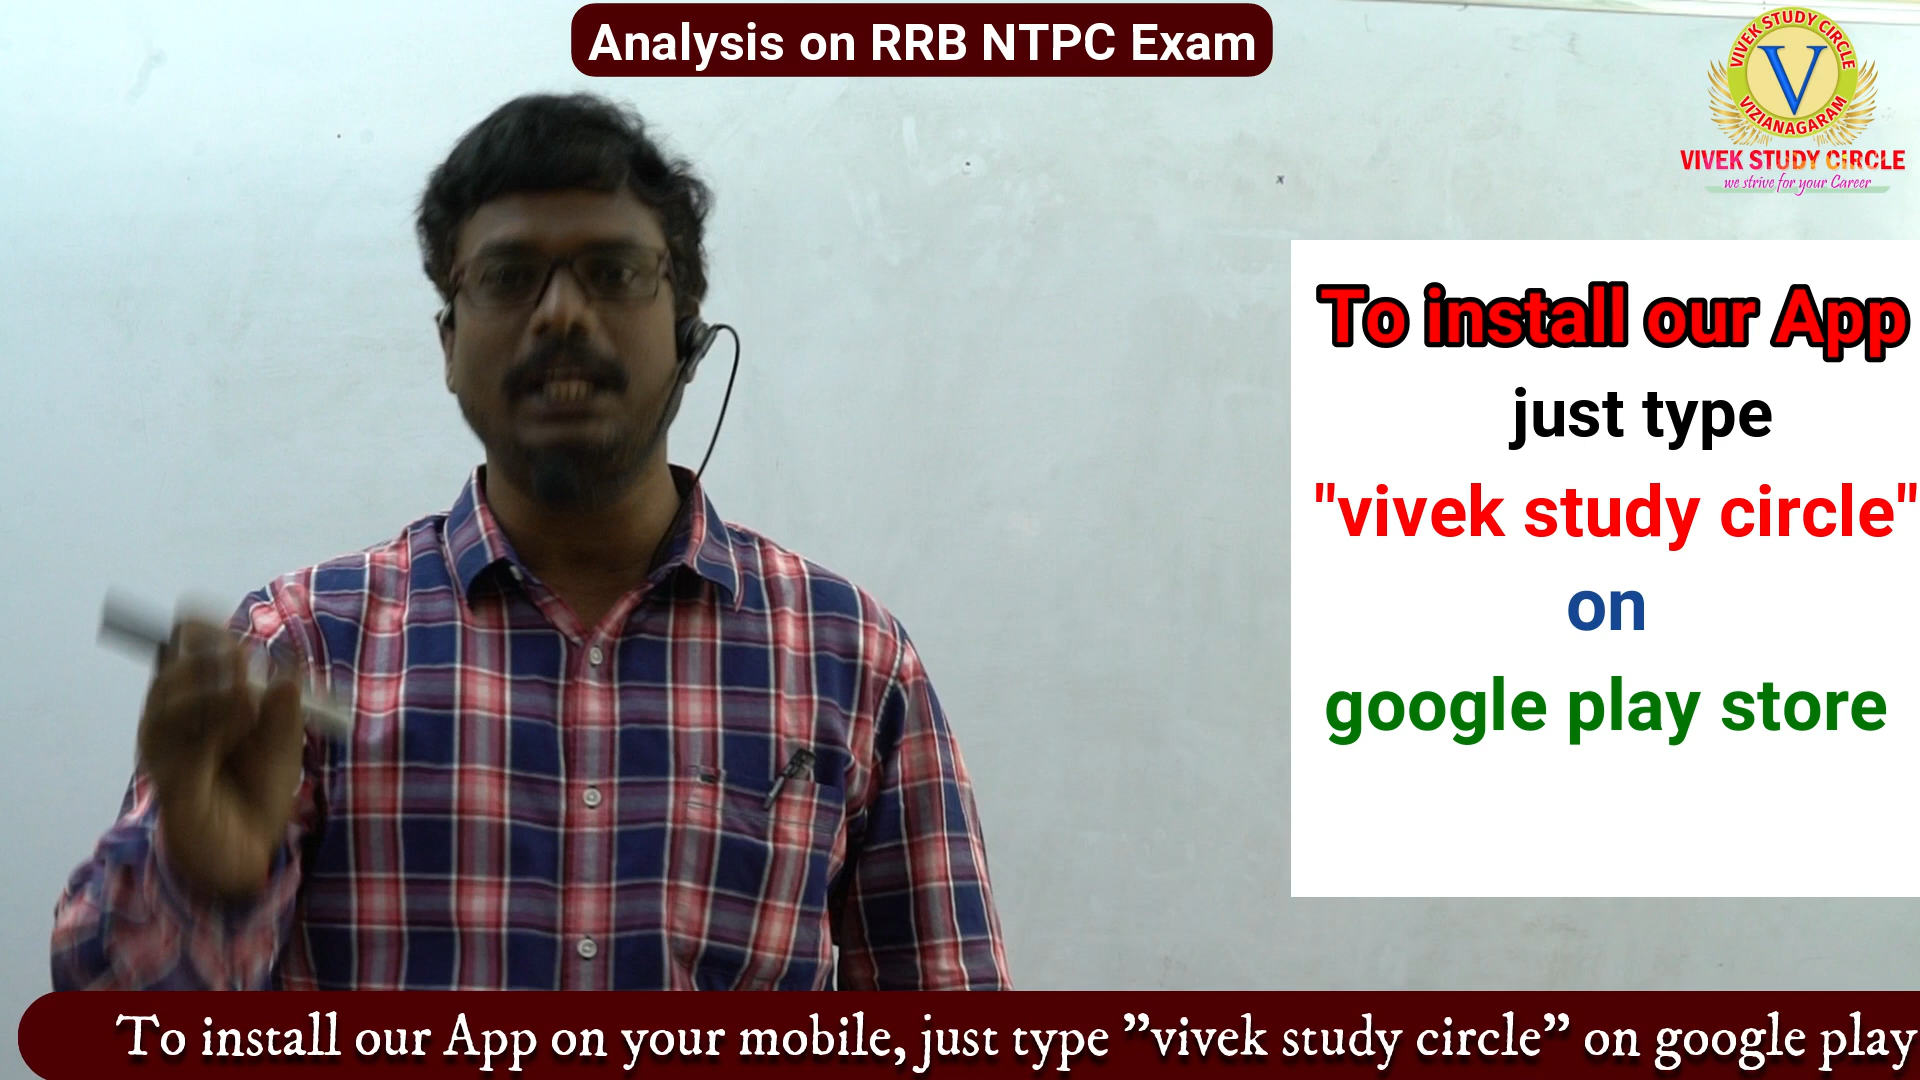 Analysis on RRB NTPC Exam
VIVEK STUDY CIRCLE
V
VIZIANAGARAM
VIVEK STUDY CIRCLE
we strive for your Career
To install our App
just type
"vivek study circle"
on
google play store
To install our App on your mobile, just type "vivek study circle" on google play